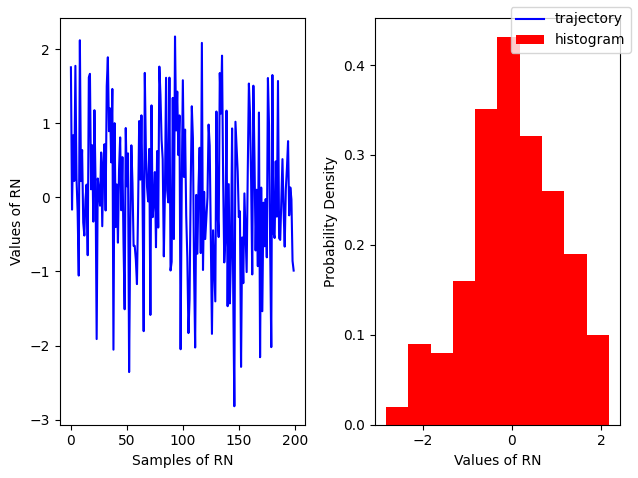 trajectory
histogram
2
1
0
−1
−2
−3
Values of RN
0 50 100 150 200
Samples of RN
0.4
0.3
0.2
0.1
0.0
Probability Density
−2 0 2
Values of RN